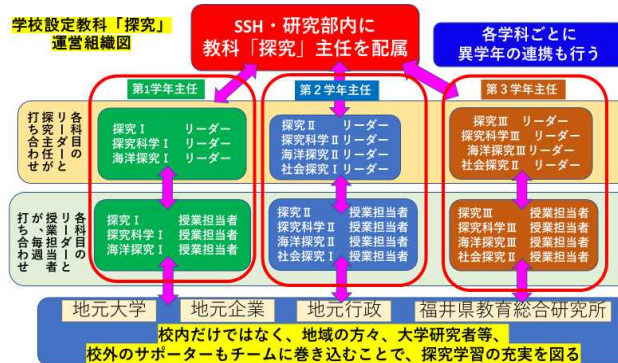 学校設定教科「探究」
運営組織図
SSH・研究部内に
教科「探究」主任を配属
各学科ごとに
異学年の連携も行う
第1学年主任
第２学年主任
第３学年主任
各科目の
リーダーと
探究主任が
打ち合わせ
探究Ⅰ リーダー
探究科学Ⅰ リーダー
海洋探究Ⅰ リーダー
探究Ⅱ リーダー
探究科学Ⅱ リーダー
海洋探究Ⅱ リーダー
社会探究Ⅰ リーダー
探究Ⅲ リーダー
探究科学Ⅲ リーダー
海洋探究Ⅲ リーダー
社会探究Ⅱ リーダー
各科目の
リーダーと
授業担当者
が、毎週
打ち合わせ
探究Ⅰ 授業担当者
探究科学Ⅰ 授業担当者
海洋探究Ⅰ 授業担当者
探究Ⅱ 授業担当者
探究科学Ⅱ 授業担当者
海洋探究Ⅱ 授業担当者
社会探究Ⅰ 授業担当者
探究Ⅲ 授業担当者
探究科学Ⅲ 授業担当者
海洋探究Ⅲ 授業担当者
社会探究Ⅱ 授業担当者
地元大学 地元企業 地元行政 福井県教育総合研究所
校内だけではなく、地域の方々、大学研究者等、
校外のサポーターもチームに巻き込むことで、探究学習の充実を図る